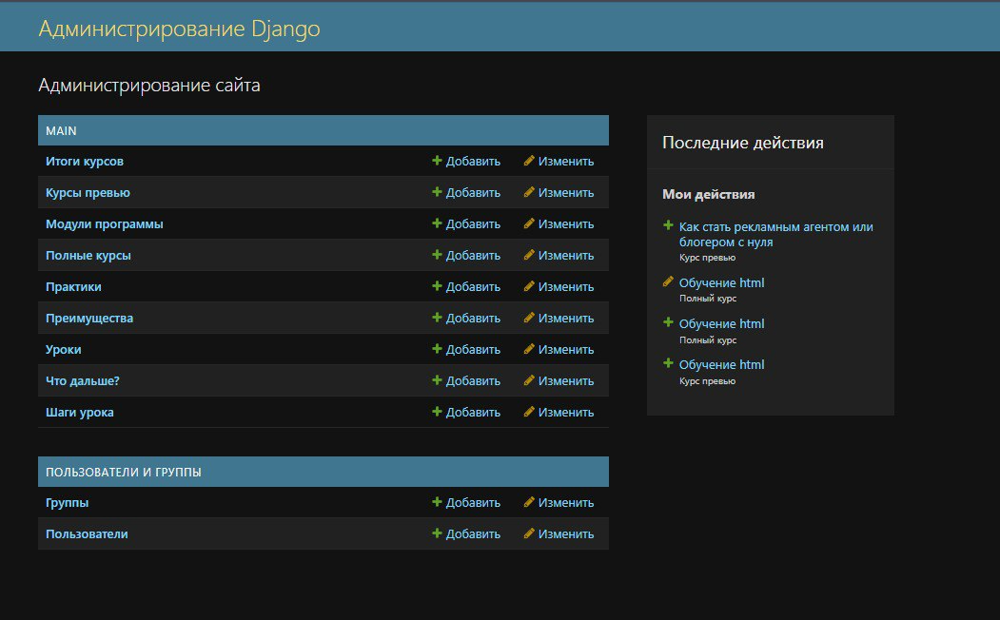 Администрирование Django
Администрирование сайта
MAIN
Итоги курсов Добавить Изменить
Курсы превью Добавить Изменить
Модули программы Добавить Изменить
Полные курсы Добавить Изменить
Практики Добавить Изменить
Преимущества Добавить Изменить
Уроки Добавить Изменить
Что дальше? Добавить Изменить
Шаги урока Добавить Изменить
ПОЛЬЗОВАТЕЛИ И ГРУППЫ
Группы Добавить Изменить
Пользователи Добавить Изменить
Последние действия
Мои действия
Как стать рекламным агентом или
блогером с нуля
Курс превью
Обучение html
Полный курс
Обучение html
Полный курс
Обучение html
Курс превью